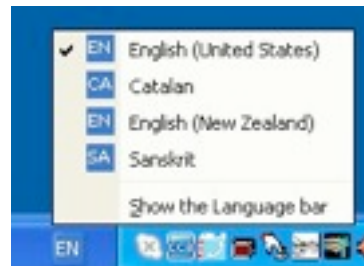 EN English (United States)
CA Catalan
EN English (New Zealand)
SA Sanskrit
Show the Language bar
EN